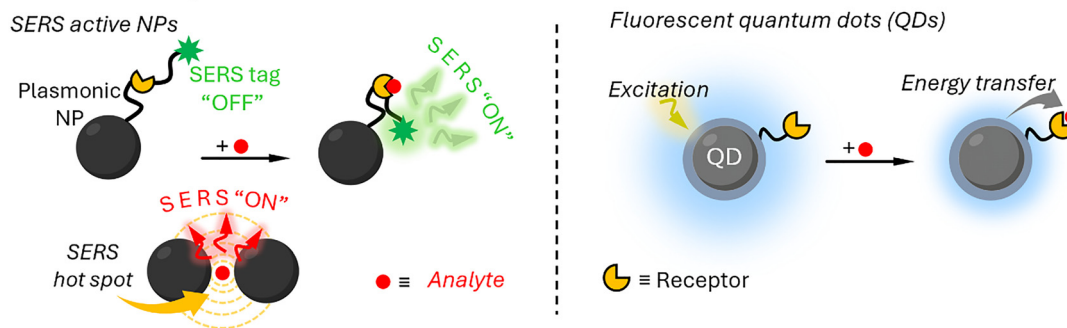 SERS active NPs
Plasmonic
NP
SERS tag
“OFF”
SERS “ON”
+
SERS “ON”
SERS
hot spot
≡ Analyte
Fluorescent quantum dots (QDs)
Excitation
QD
+
Energy transfer
≡ Receptor